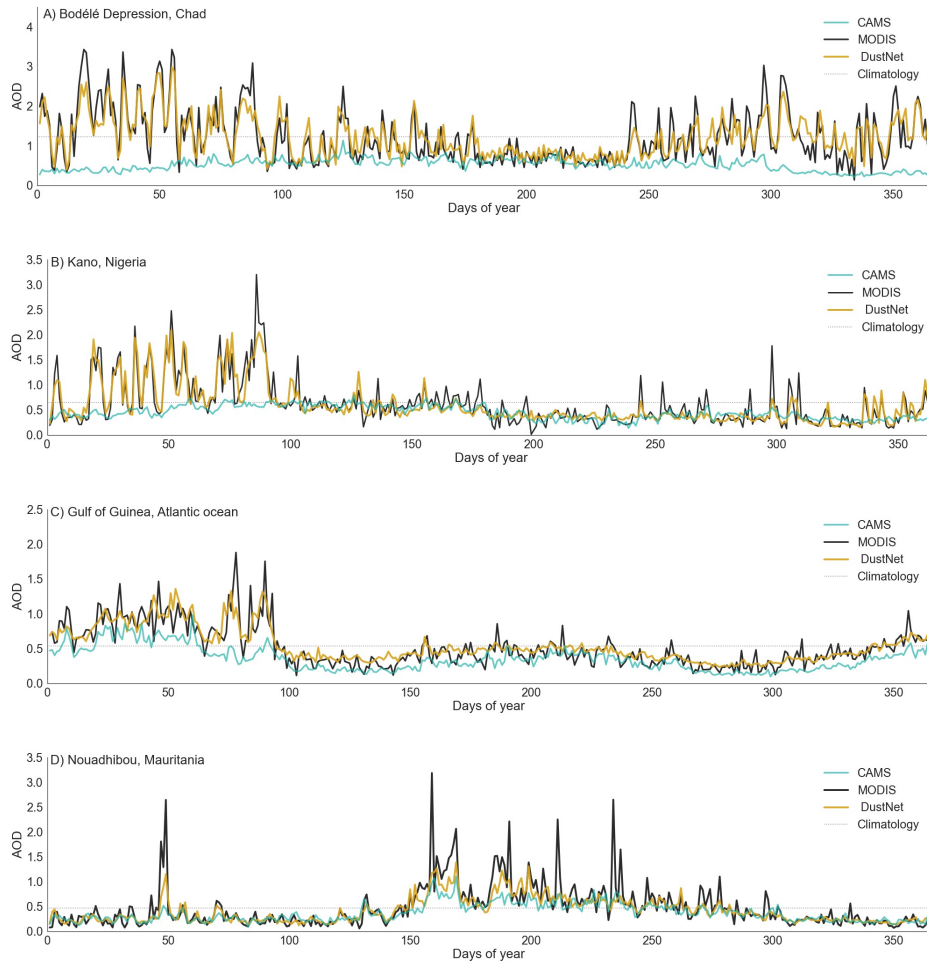 A) Bodélé Depression, Chad
CAMS
MODIS
DustNet
Climatology
AOD
4
3
2
1
0
0 50 100 150 200 250 300 350
Days of year
B) Kano, Nigeria
CAMS
MODIS
DustNet
Climatology
AOD
3.5
3.0
2.5
2.0
1.5
1.0
0.5
0.0
0 50 100 150 200 250 300 350
Days of year
C) Gulf of Guinea, Atlantic ocean
CAMS
MODIS
DustNet
Climatology
AOD
2.5
2.0
1.5
1.0
0.5
0.0
0 50 100 150 200 250 300 350
Days of year
D) Nouadhibou, Mauritania
CAMS
MODIS
DustNet
Climatology
AOD
3.5
3.0
2.5
2.0
1.5
1.0
0.5
0.0
0 50 100 150 200 250 300 350
Days of year